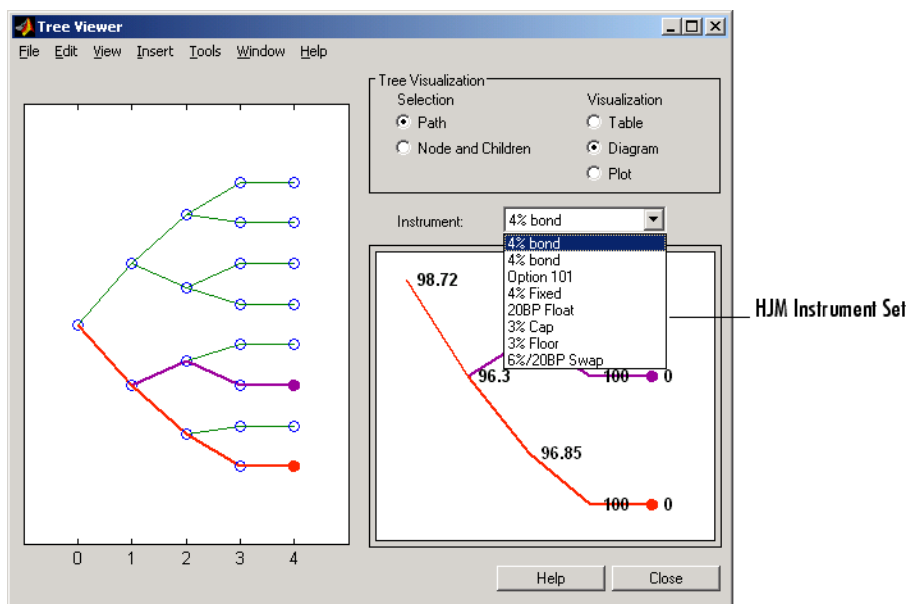 Tree Viewer
File Edit View Insert Tools Window Help
Tree Visualization
Selection
Visualization
Path
Table
Node and Children
Diagram
Plot
Instrument:
4% bond
4% bond
4% bond
Option 101
4% Fixed
20BP Float
3% Cap
3% Floor
6%/20BP Swap
HJM Instrument Set
98.72
96.3
100
0
96.85
100
0
0 1 2 3 4
Help
Close